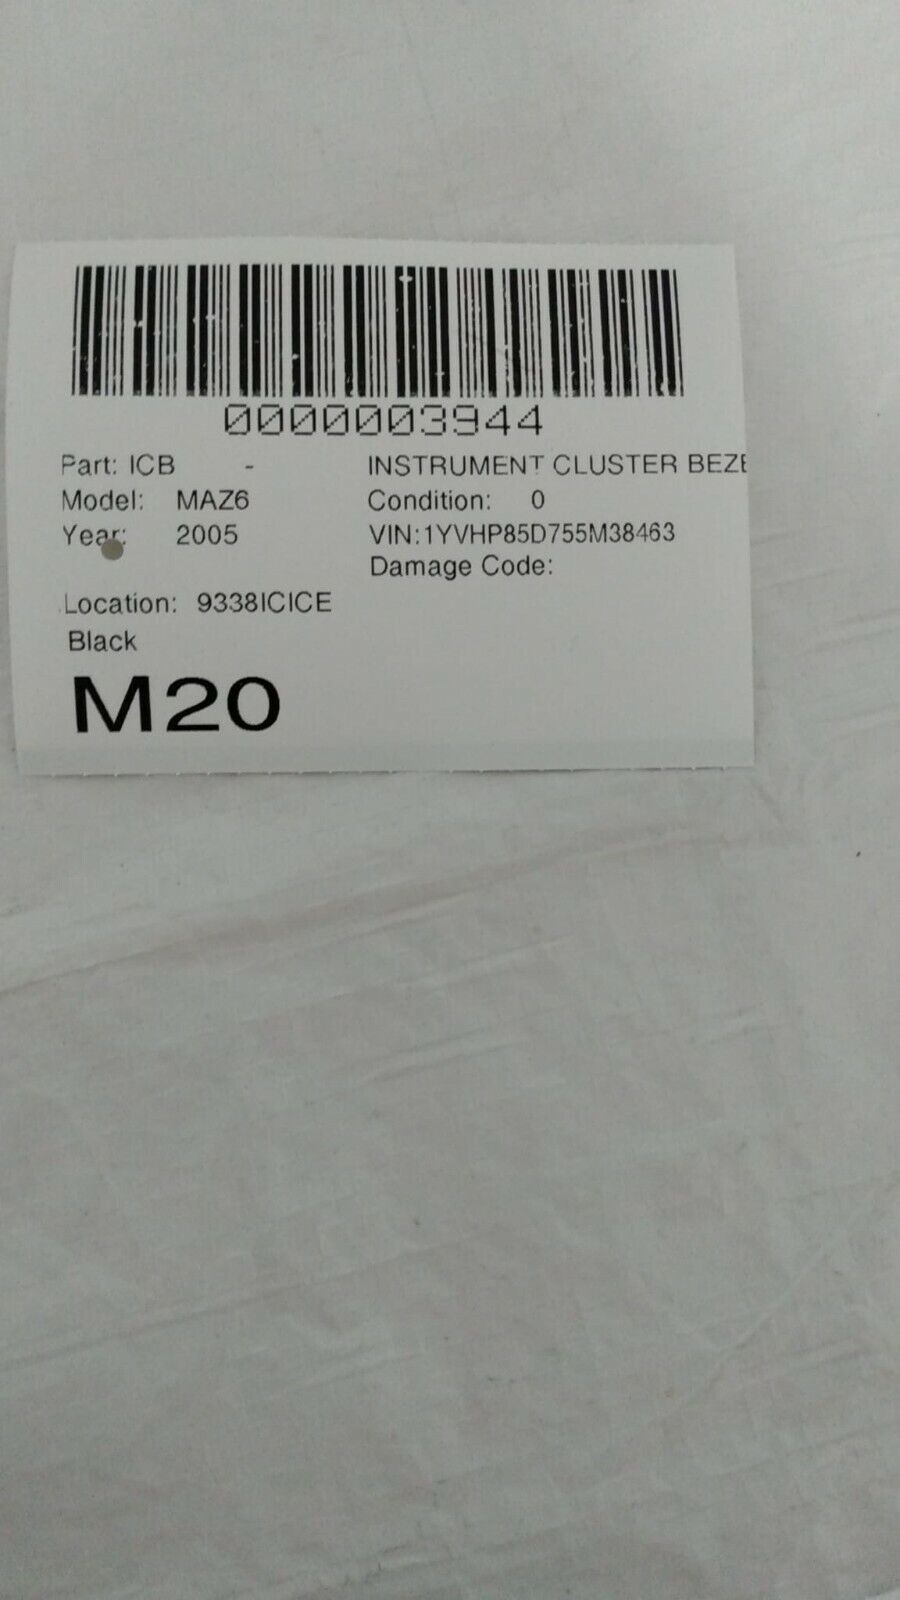 0000003944
Part: ICB - INSTRUMENT CLUSTER BEZE
Model: MAZ6 Condition: 0
Year: 2005 VIN:1YVHP85D755M38463
Damage Code:
Location: 9338ICICE
Black
M20